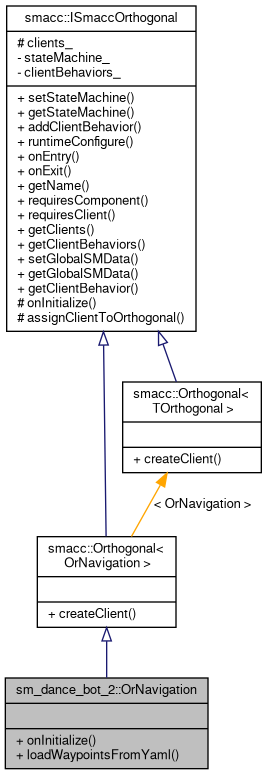 smacc::ISmaccOrthogonal
# clients_
- stateMachine_
- clientBehaviors_
+ setStateMachine()
+ getStateMachine()
+ addClientBehavior()
+ runtimeConfigure()
+ onEntry()
+ onExit()
+ getName()
+ requiresComponent()
+ requiresClient()
+ getClients()
+ getClientBehaviors()
+ setGlobalSMData()
+ getGlobalSMData()
+ getClientBehavior()
# onInitialize()
# assignClientToOrthogonal()
smacc::Orthogonal<
TOrthogonal >
+ createClient()
< OrNavigation >
smacc::Orthogonal<
OrNavigation >
+ createClient()
sm_dance_bot_2::OrNavigation
+ onInitialize()
+ loadWaypointsFromYaml()